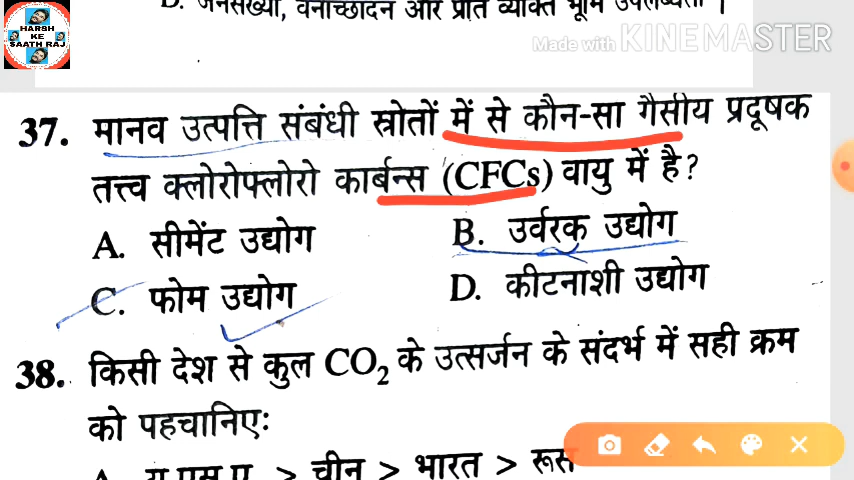 HARSH
KE
SAATH RAJ
Made with KINEMASTER
D. जनसंख्या, वनाच्छादन और प्रति व्यक्ति भूमि उपलब्धता ।
37. मानव उत्पत्ति संबंधी स्रोतों में से कौन-सा गैसीय प्रदूषक
तत्त्व क्लोरोफ्लोरो कार्बन्स (CFCs) वायु में है?
A. सीमेंट उद्योग B. उर्वरक उद्योग
C. फोम उद्योग D. कीटनाशी उद्योग
38. किसी देश से कुल CO₂ के उत्सर्जन के संदर्भ में सही क्रम
को पहचानिएः
A. यू.एस.ए. > चीन > भारत > रूस